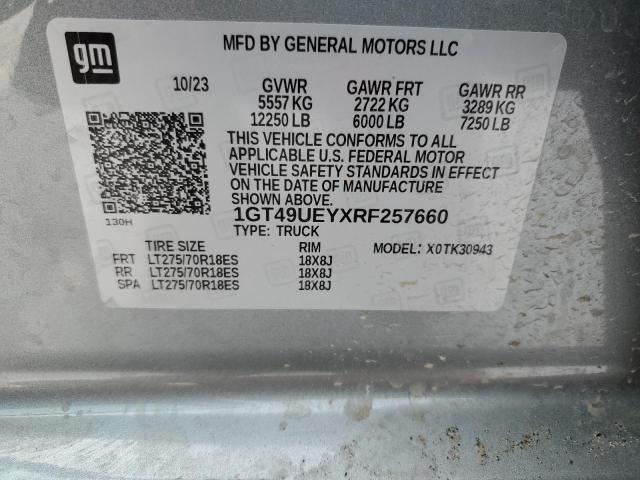 gm
MFD BY GENERAL MOTORS LLC
10/23 GVWR GAWR FRT GAWR RR
5557 KG 2722 KG 3289 KG
12250 LB 6000 LB 7250 LB
THIS VEHICLE CONFORMS TO ALL
APPLICABLE U.S. FEDERAL MOTOR
VEHICLE SAFETY STANDARDS IN EFFECT
ON THE DATE OF MANUFACTURE
SHOWN ABOVE.
130H
1GT49UEYXRF257660
TYPE: TRUCK
TIRE SIZE RIM MODEL: X0TK30943
FRT LT275/70R18ES 18X8J
RR LT275/70R18ES 18X8J
SPA LT275/70R18ES 18X8J